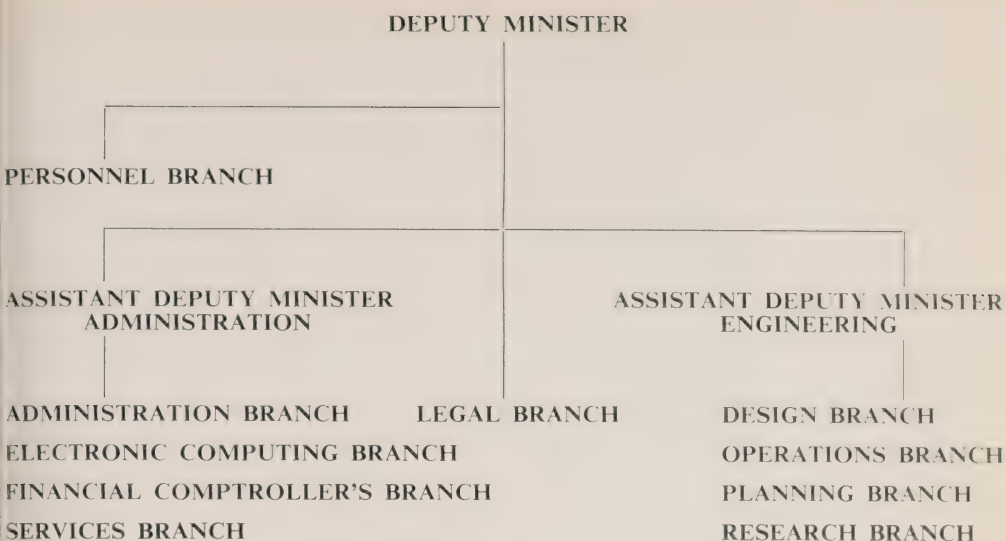 DEPUTY MINISTER
PERSONNEL BRANCH
ASSISTANT DEPUTY MINISTER
ADMINISTRATION
ASSISTANT DEPUTY MINISTER
ENGINEERING
ADMINISTRATION BRANCH
ELECTRONIC COMPUTING BRANCH
FINANCIAL COMPTROLLER'S BRANCH
SERVICES BRANCH
LEGAL BRANCH
DESIGN BRANCH
OPERATIONS BRANCH
PLANNING BRANCH
RESEARCH BRANCH